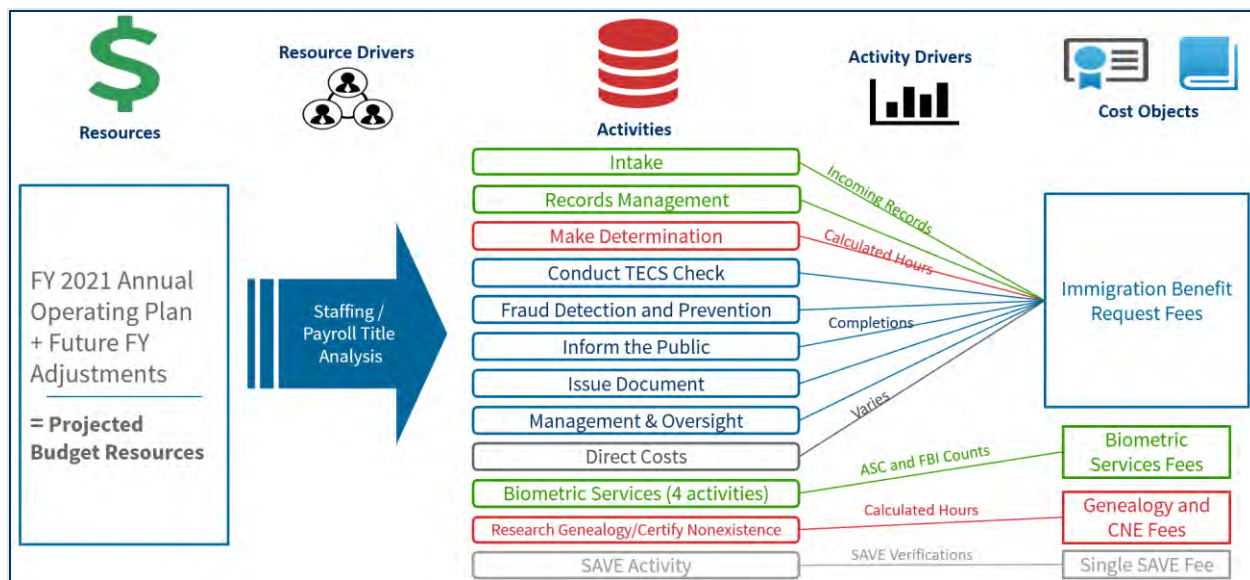 Resources
Resource Drivers
Activities
Activity Drivers
Cost Objects
FY 2021 Annual
Operating Plan
+ Future FY
Adjustments
= Projected
Budget Resources
Staffing /
Payroll Title
Analysis
Intake
Records Management
Make Determination
Conduct TECS Check
Fraud Detection and Prevention
Inform the Public
Issue Document
Management & Oversight
Direct Costs
Biometric Services (4 activities)
Research Genealogy/Certify Nonexistence
SAVE Activity
Incoming Records
Calculated Hours
Completions
Varies
ASC and FBI Counts
Calculated Hours
SAVE Verifications
Immigration Benefit
Request Fees
Biometric
Services Fees
Genealogy and
CNE Fees
Single SAVE Fee